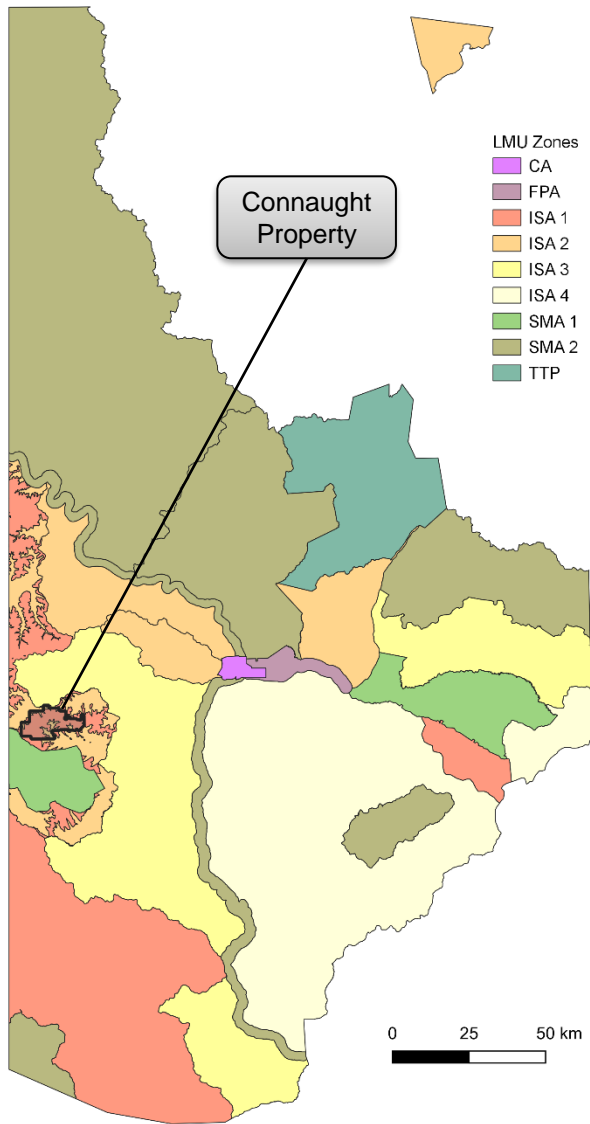 LMU Zones
CA
FPA
ISA 1
ISA 2
ISA 3
ISA 4
SMA 1
SMA 2
TTP
Connaught
Property
0 25 50 km